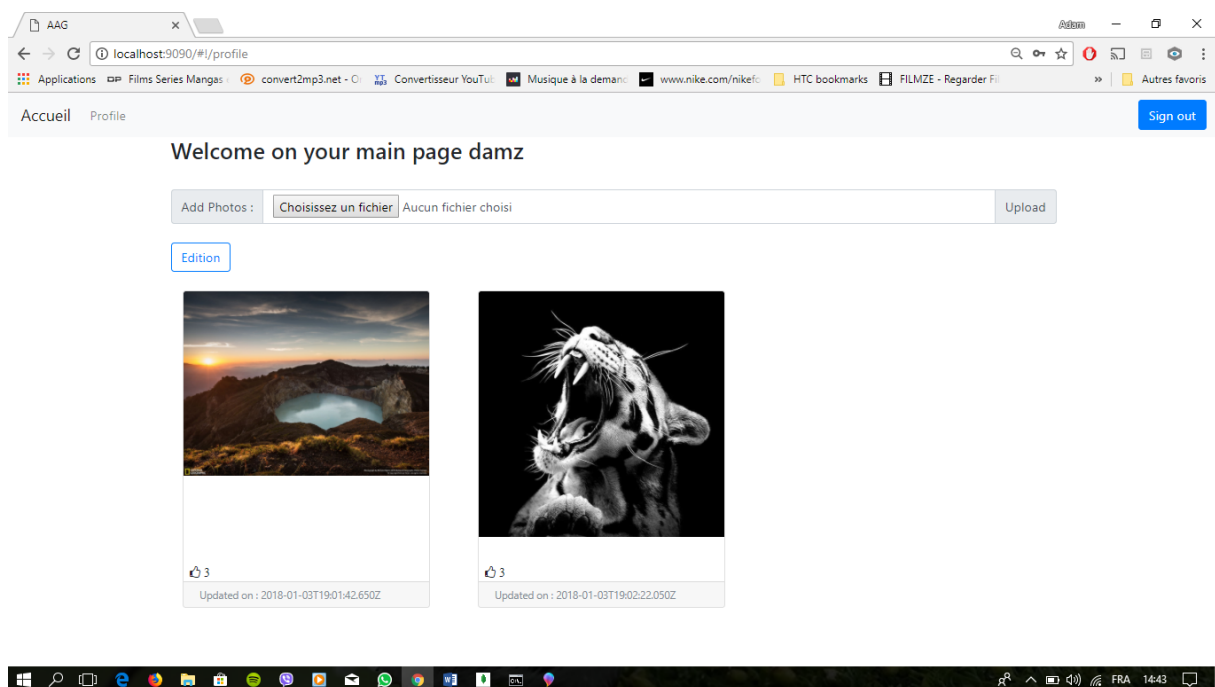 AAG
Adam
localhost:9090/#!/profile
Applications
Films Series Mangas
convert2mp3.net - O
Convertisseur YouTub
Musique à la demand
www.nike.com/nikefo
HTC bookmarks
FILMZE - Regarder Fil
»
Autres favoris
Accueil
Profile
Sign out
Welcome on your main page damz
Add Photos :
Choisissez un fichier
Aucun fichier choisi
Upload
Edition
3
3
Updated on : 2018-01-03T19:01:42.650Z
Updated on : 2018-01-03T19:02:22.050Z
FRA
14:43